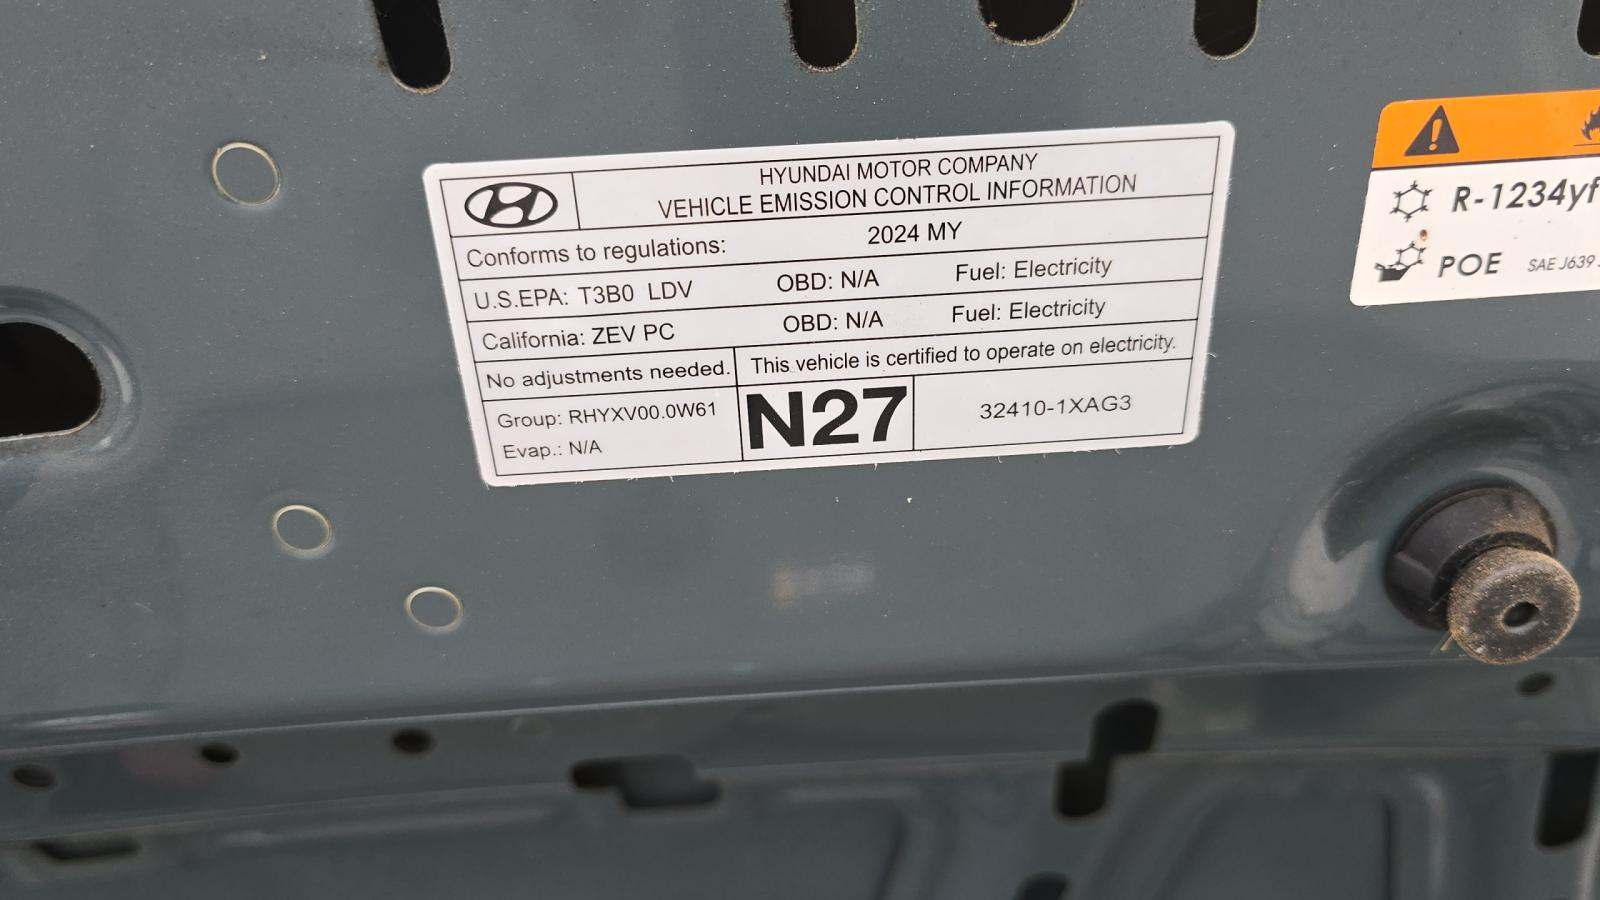 HYUNDAI MOTOR COMPANY
VEHICLE EMISSION CONTROL INFORMATION
Conforms to regulations: 2024 MY
U.S.EPA: T3B0 LDV OBD: N/A Fuel: Electricity
California: ZEV PC OBD: N/A Fuel: Electricity
No adjustments needed. This vehicle is certified to operate on electricity.
Group: RHYXV00.0W61
Evap.: N/A
N27
32410-1XAG3
R-1234yf
POE SAE J639